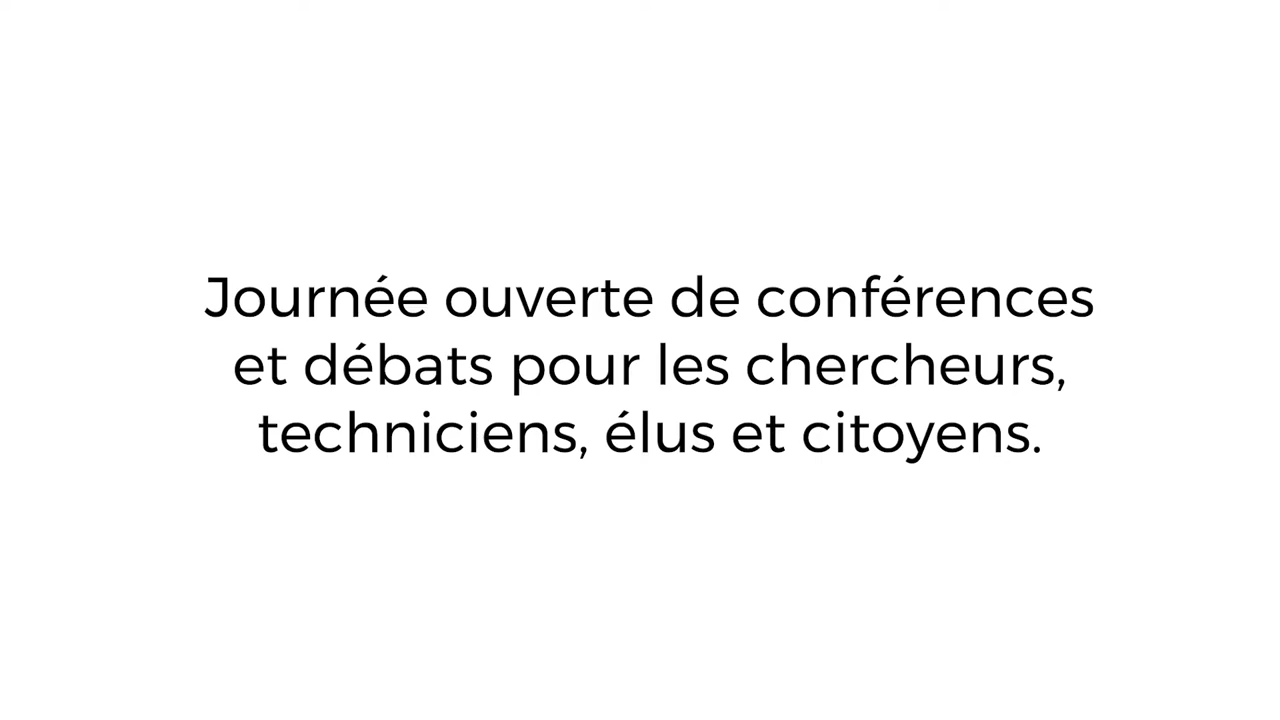 Journée ouverte de conférences
et débats pour les chercheurs,
techniciens, élus et citoyens.